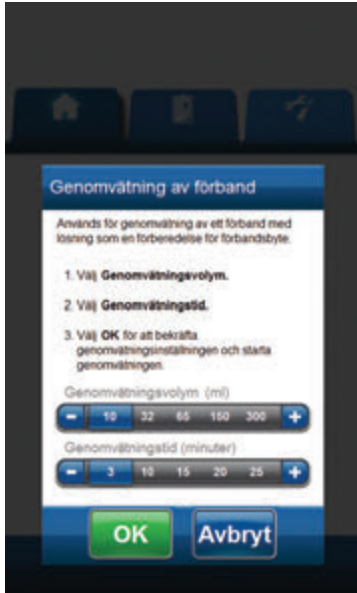 Genomvätning av förband
Används för genomvätning av ett förband med
lösning som en förberedelse för förbandsbyte.
1. Välj Genomvätningsvolym.
2. Välj Genomvätningstid.
3. Välj OK för att bekräfta
genomvätningsinställningen och starta
genomvätningen.
Genomvätningsvolym (ml)
- 10 32 65 150 300 +
Genomvätningstid (minuter)
- 3 10 15 20 25 +
OK Avbryt